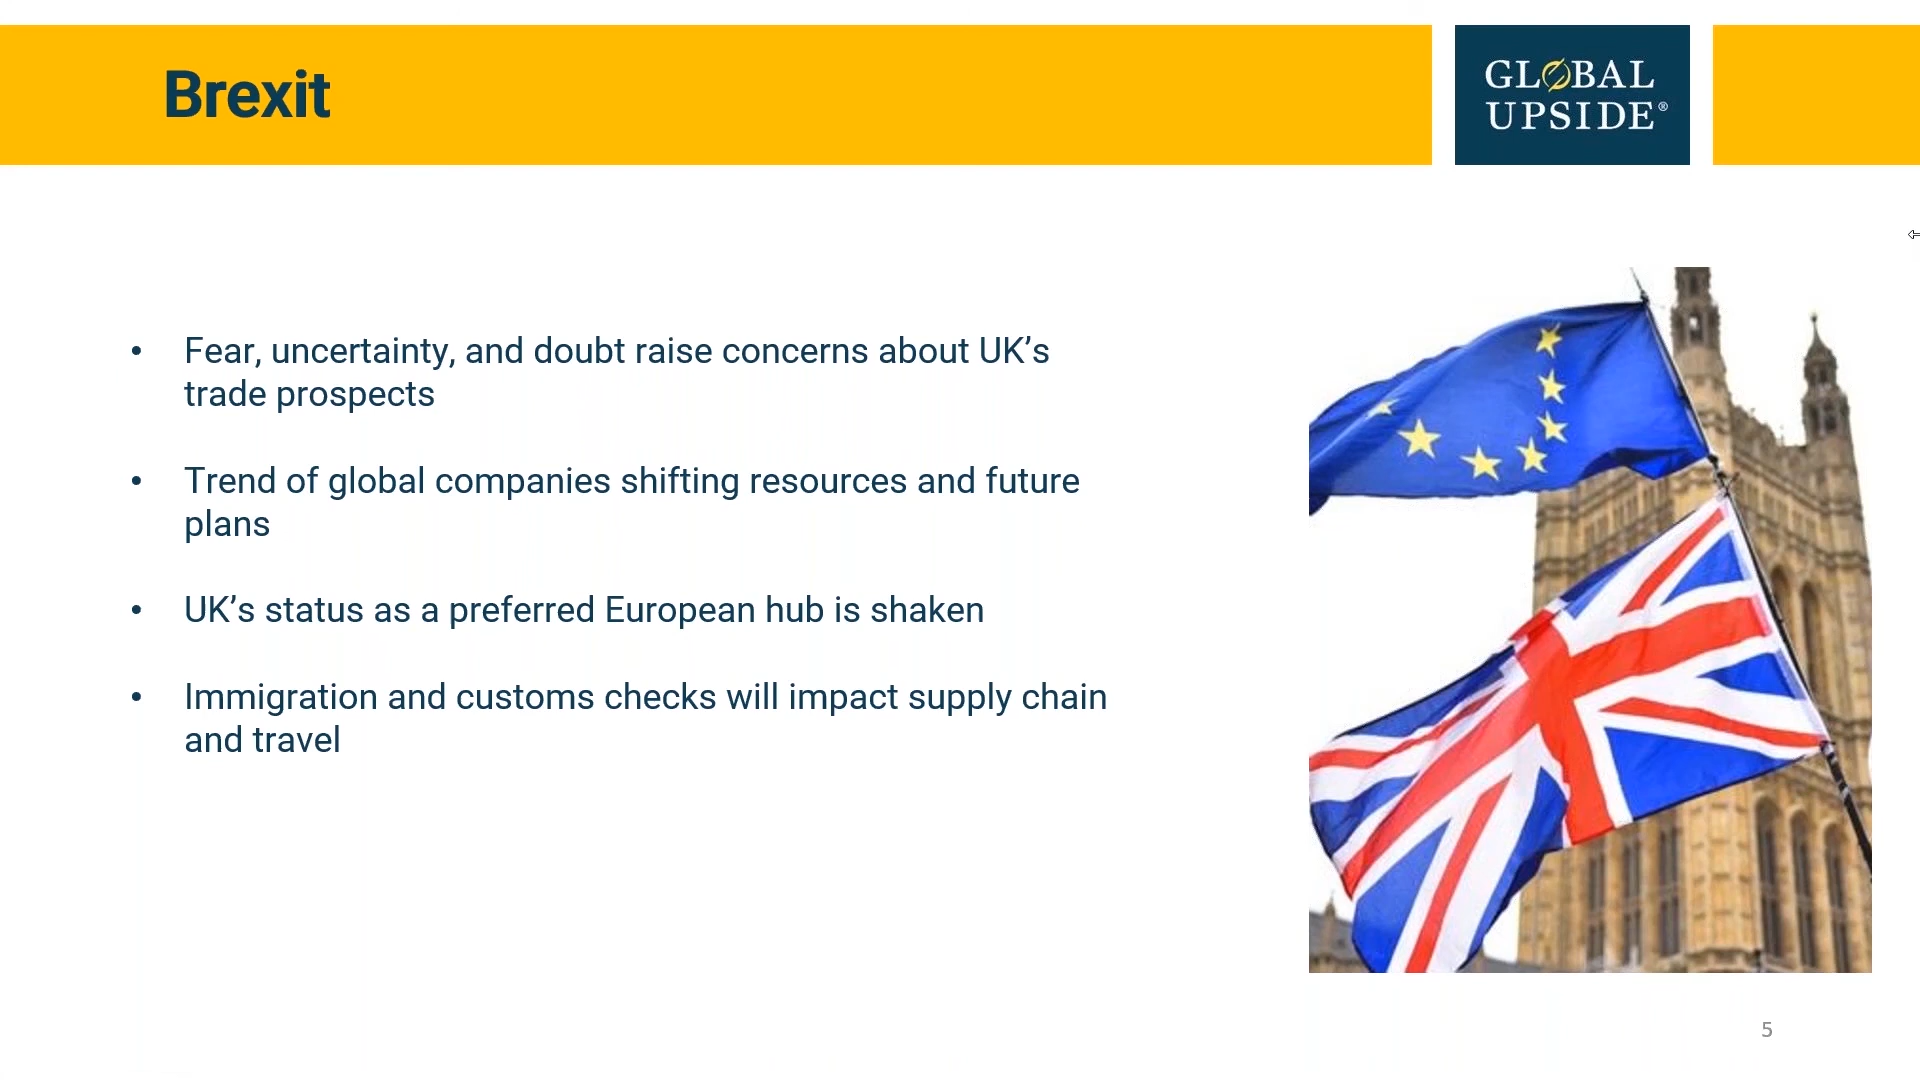 Brexit
GLOBAL
UPSIDE®
• Fear, uncertainty, and doubt raise concerns about UK’s
trade prospects
• Trend of global companies shifting resources and future
plans
• UK’s status as a preferred European hub is shaken
• Immigration and customs checks will impact supply chain
and travel
5